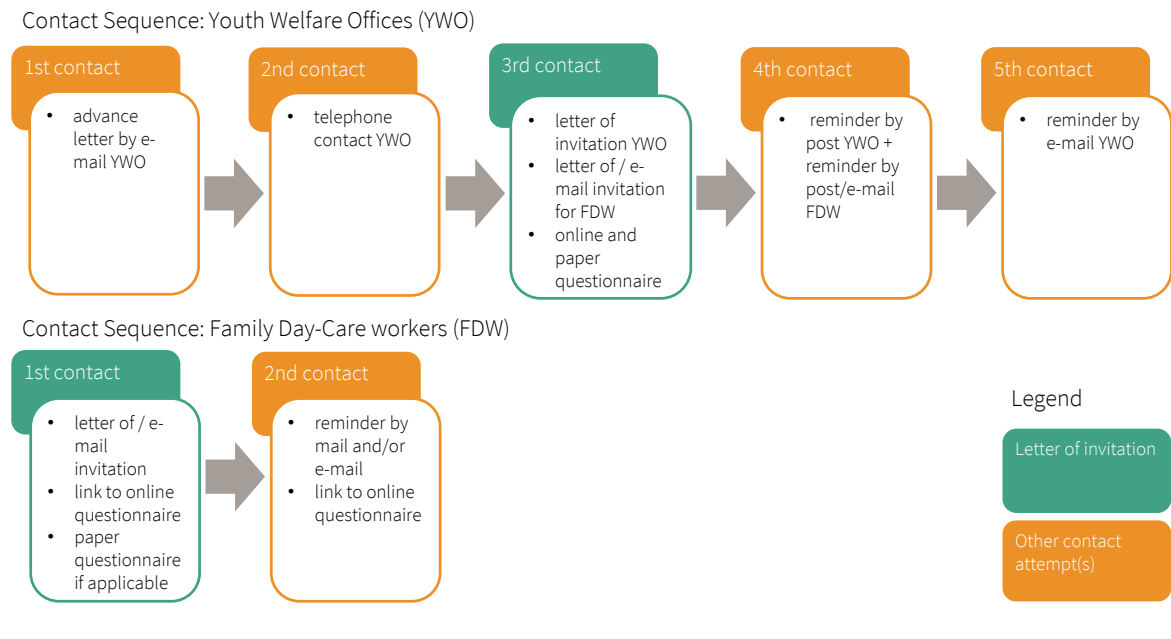 Contact Sequence: Youth Welfare Offices (YWO)
1st contact
• advance
letter by e-
mail YWO
2nd contact
• telephone
contact YWO
3rd contact
• letter of
invitation YWO
• letter of / e-
mail invitation
for FDW
• online and
paper
questionnaire
4th contact
• reminder by
post YWO +
reminder by
post/e-mail
FDW
5th contact
• reminder by
e-mail YWO
Contact Sequence: Family Day-Care workers (FDW)
1st contact
• letter of / e-
mail
invitation
• link to online
questionnaire
• paper
questionnaire
if applicable
2nd contact
• reminder by
mail and/or
e-mail
• link to online
questionnaire
Legend
Letter of invitation
Other contact
attempt(s)